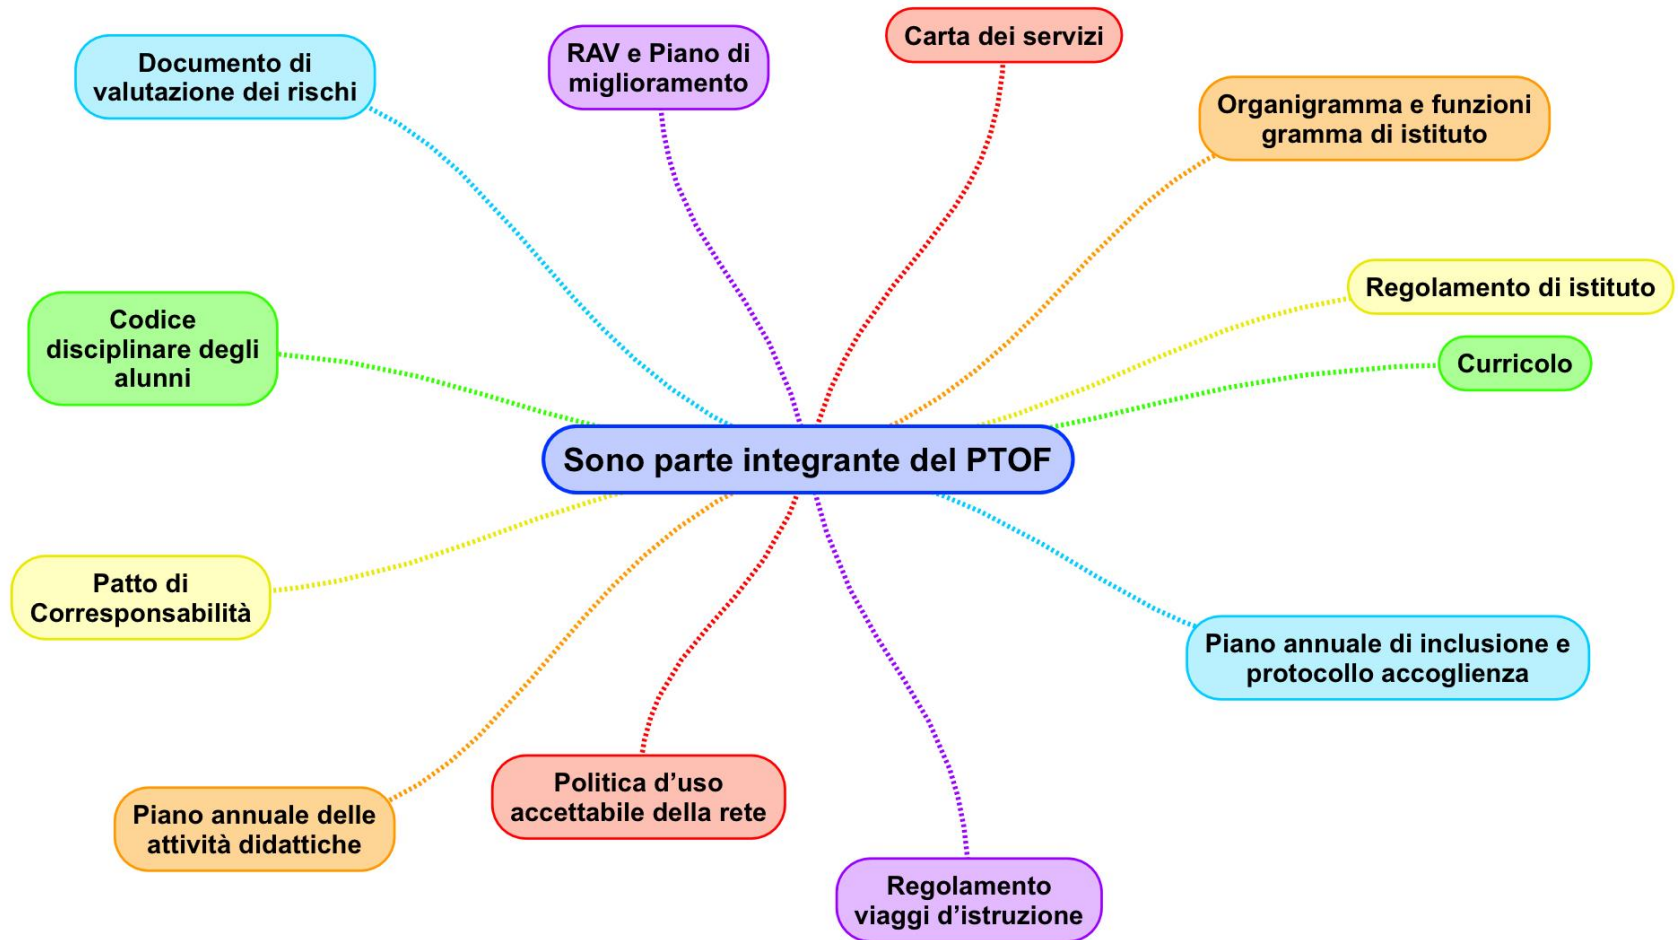 Carta dei servizi
RAV e Piano di
miglioramento
Documento di
valutazione dei rischi
Organigramma e funzioni
gramma di istituto
Regolamento di istituto
Codice
disciplinare degli
alunni
Curricolo
Sono parte integrante del PTOF
Patto di
Corresponsabilità
Piano annuale di inclusione e
protocollo accoglienza
Politica d’uso
accettabile della rete
Piano annuale delle
attività didattiche
Regolamento
viaggi d’istruzione